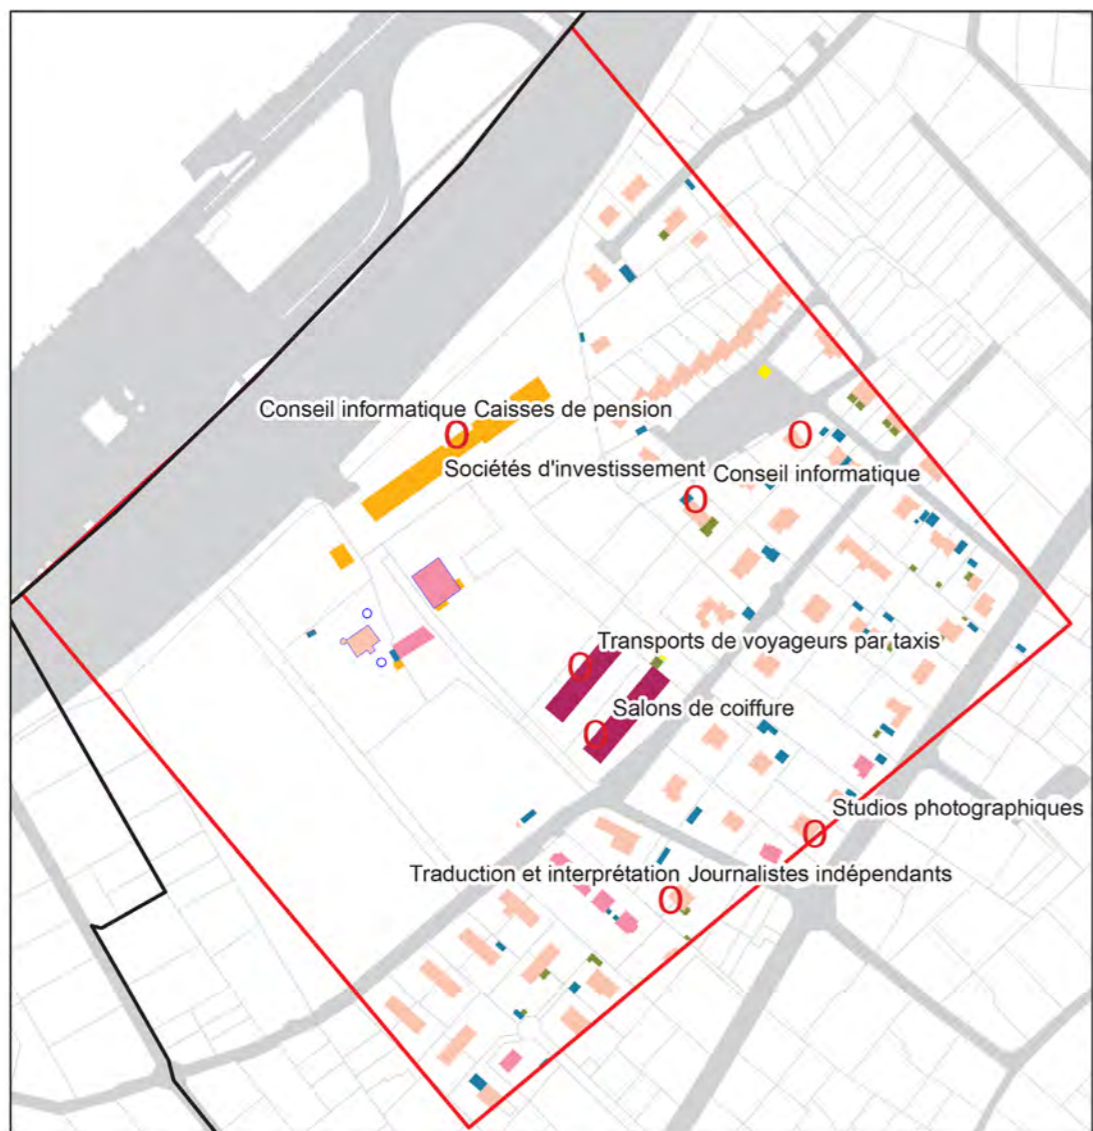 Conseil informatique Caisses de pension
Sociétés d'investissement
Conseil informatique
Transports de voyageurs par taxis
Salons de coiffure
Studios photographiques
Traduction et interprétation Journalistes indépendants